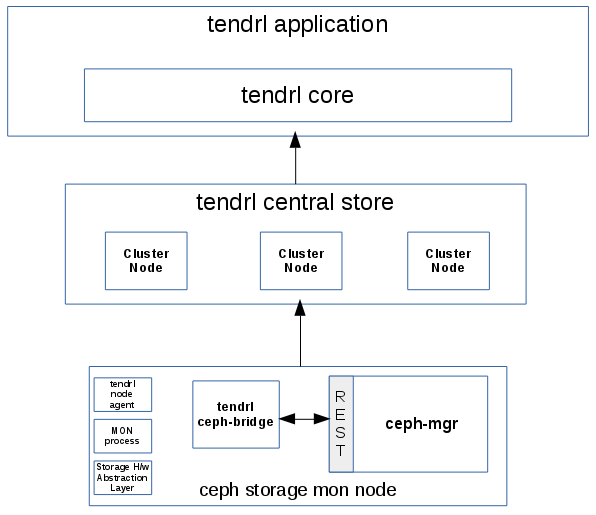 tendrl application
tendrl core
tendrl central store
Cluster
Node
Cluster
Node
Cluster
Node
tendrl
node
agent
MON
process
Storage H/w
Abstraction
Layer
tendrl
ceph-bridge
R
E
S
T
ceph-mgr
ceph storage mon node